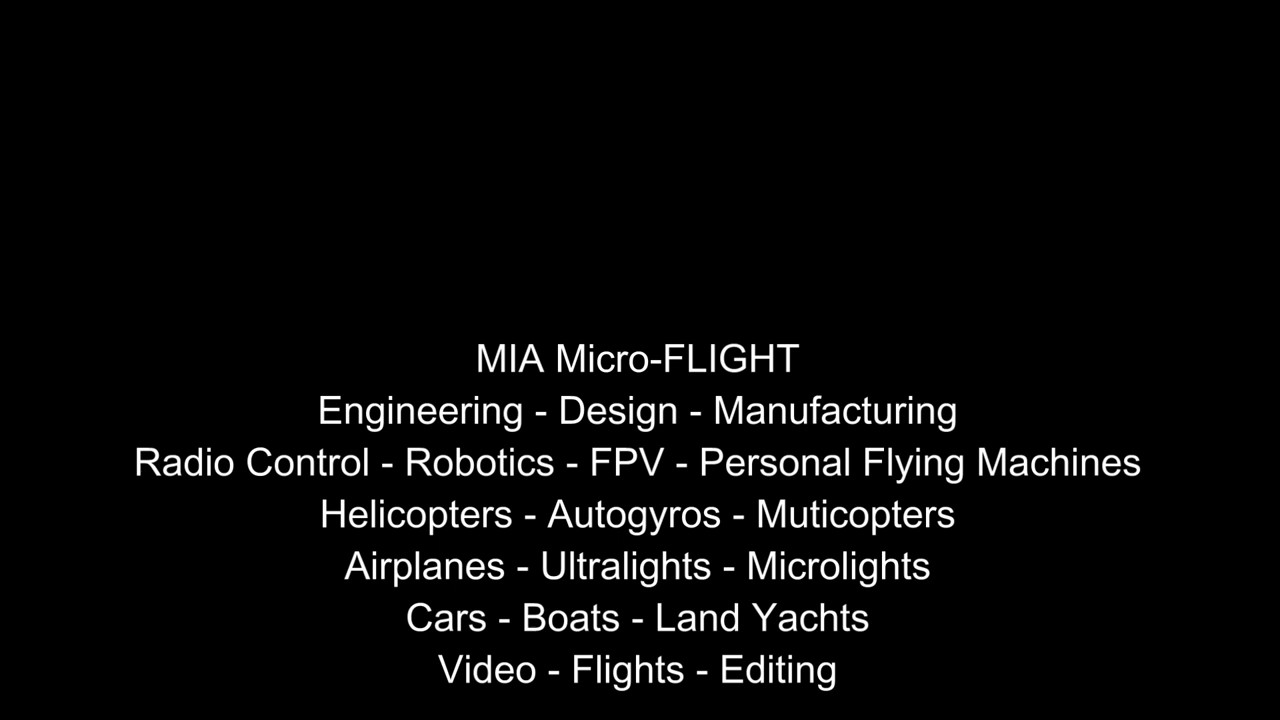 MIA Micro-FLIGHT
Engineering - Design - Manufacturing
Radio Control - Robotics - FPV - Personal Flying Machines
Helicopters - Autogyros - Muticopters
Airplanes - Ultralights - Microlights
Cars - Boats - Land Yachts
Video - Flights - Editing